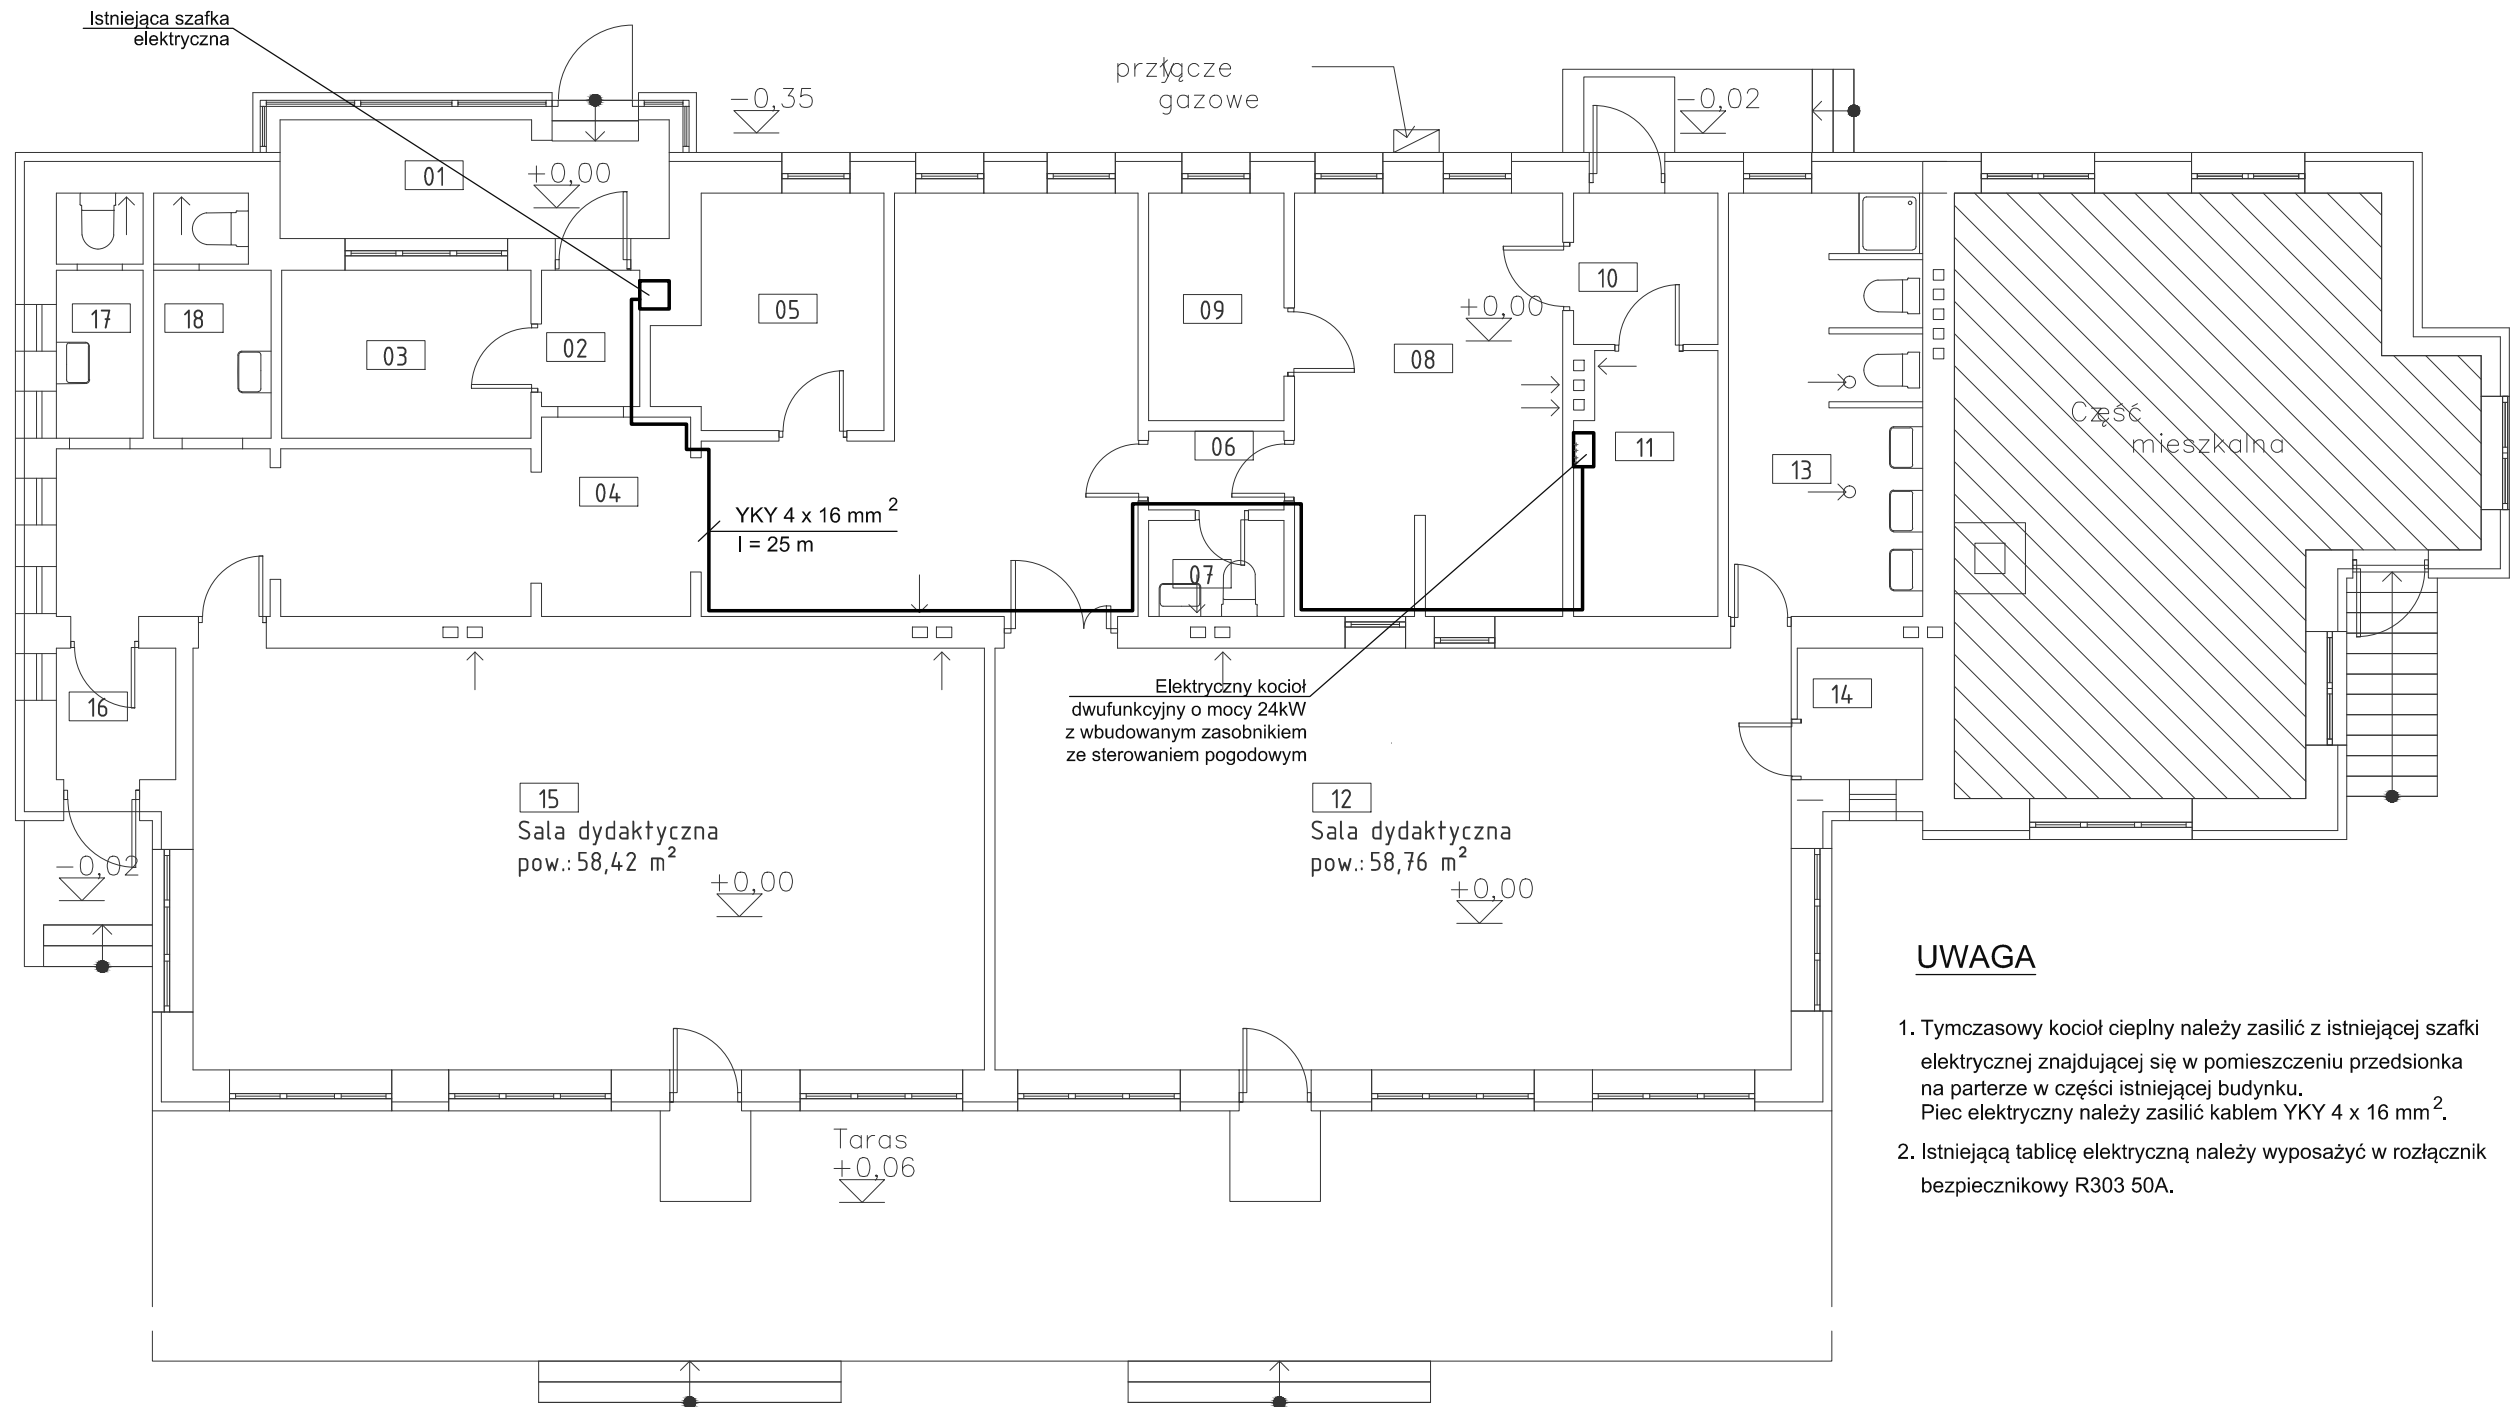 Istniejąca szafka
elektryczna
przyłącze
gazowe
-0,35
-0,02
01
+0,00
17
18
03
02
05
09
+0,00
08
10
11
06
04
13
Część
mieszkalna
YKY 4 x 16 mm 2
l = 25 m
07
Elektryczny kocioł
dwufunkcyjny o mocy 24kW
z wbudowanym zasobnikiem
ze sterowaniem pogodowym
16
14
15
Sala dydaktyczna
pow.: 58,42 m²
+0,00
12
Sala dydaktyczna
pow.: 58,76 m²
+0,00
-0,02
Taras
+0,06
UWAGA
1. Tymczasowy kocioł cieplny należy zasilić z istniejącej szafki
elektrycznej znajdującej się w pomieszczeniu przedsionka
na parterze w części istniejącej budynku.
Piec elektryczny należy zasilić kablem YKY 4 x 16 mm 2.
2. Istniejącą tablicę elektryczną należy wyposażyć w rozłącznik
bezpiecznikowy R303 50A.